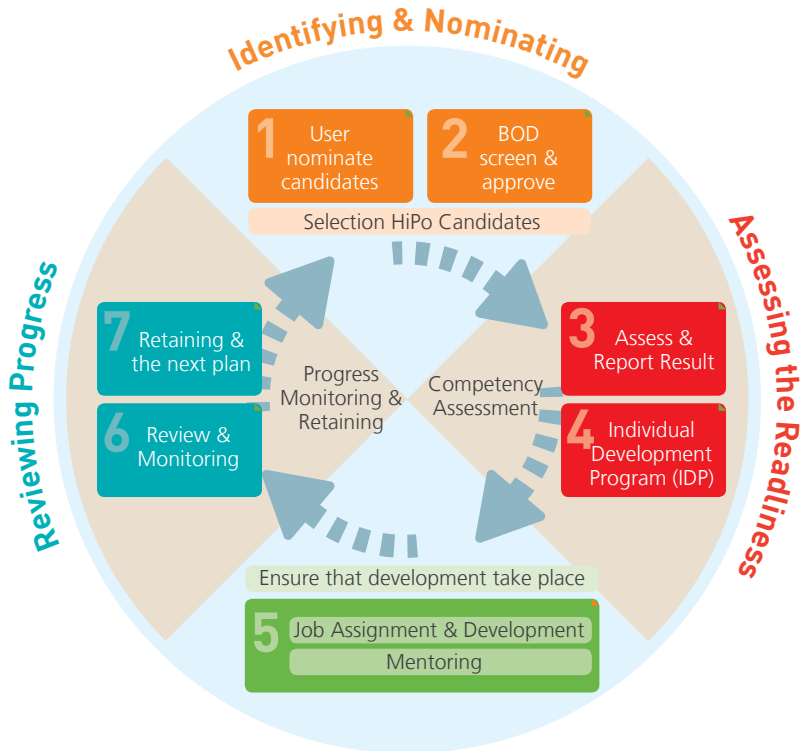 Identifying & Nominating
1
User
nominate
candidates
2
BOD
screen &
approve
Selection HiPo Candidates
Assessing the Readliness
3
Assess &
Report Result
4
Individual
Development
Program (IDP)
Competency
Assessment
Ensure that development take place
5
Job Assignment & Development
Mentoring
Reviewing Progress
6
Review &
Monitoring
7
Retaining &
the next plan
Progress
Monitoring &
Retaining